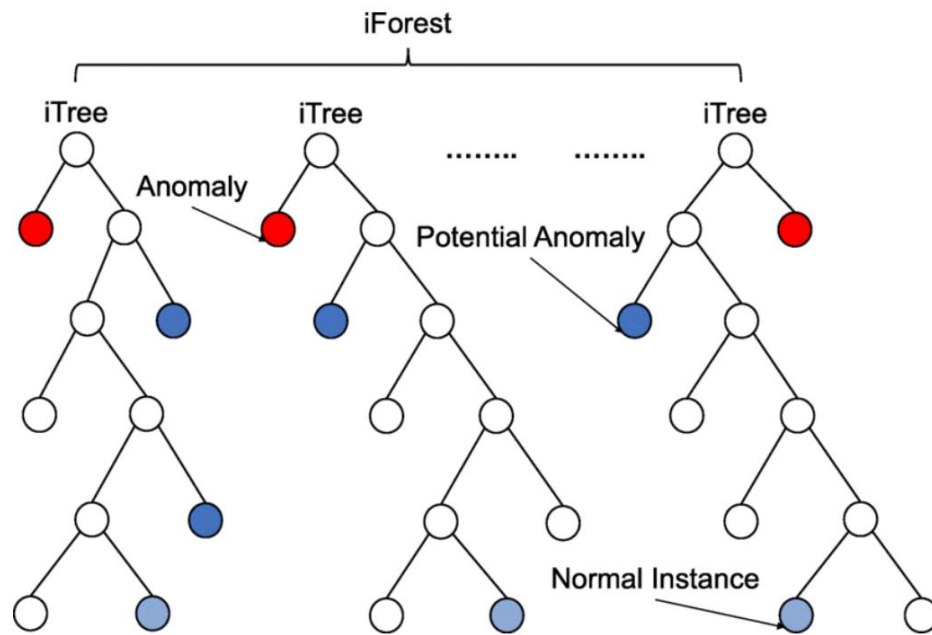 iForest
iTree
iTree
........
........
iTree
Anomaly
Potential Anomaly
Normal Instance